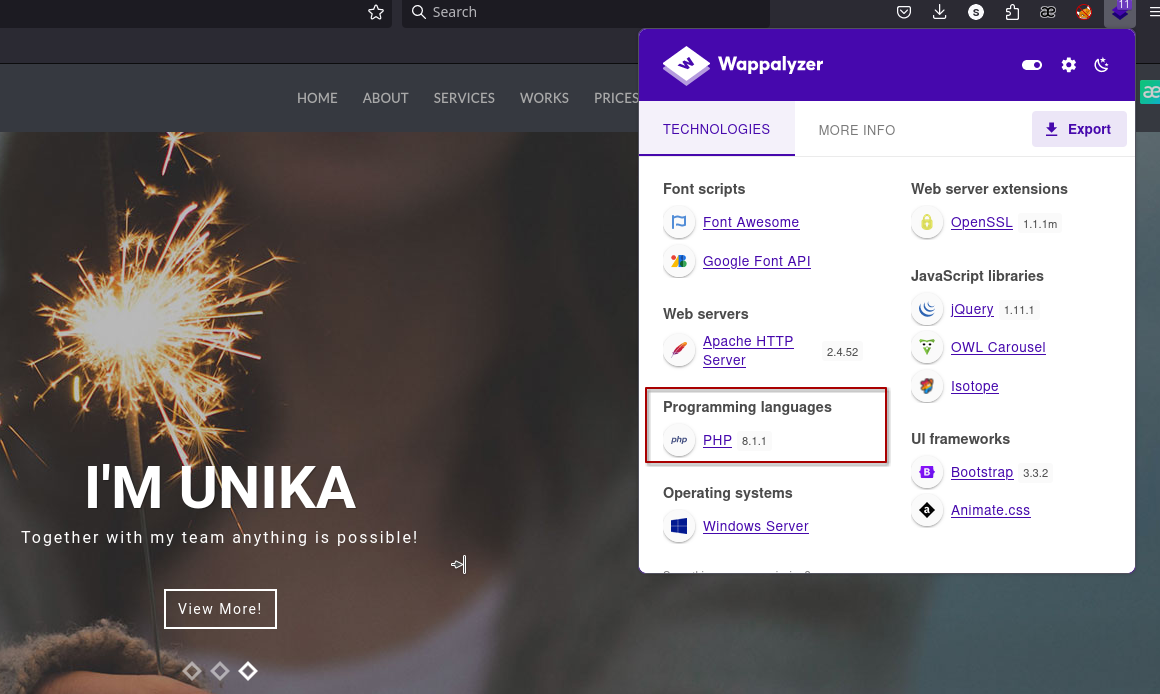 Search
S
æ
11
Wappalyzer
HOME
ABOUT
SERVICES
WORKS
PRICES
TECHNOLOGIES
MORE INFO
Export
æ
Font scripts
Font Awesome
Google Font API
Web servers
Apache HTTP
Server
2.4.52
Programming languages
php
PHP 8.1.1
Operating systems
Windows Server
Web server extensions
OpenSSL 1.1.1m
JavaScript libraries
jQuery 1.11.1
OWL Carousel
Isotope
UI frameworks
B
Bootstrap 3.3.2
a
Animate.css
I'M UNIKA
Together with my team anything is possible!
View More!